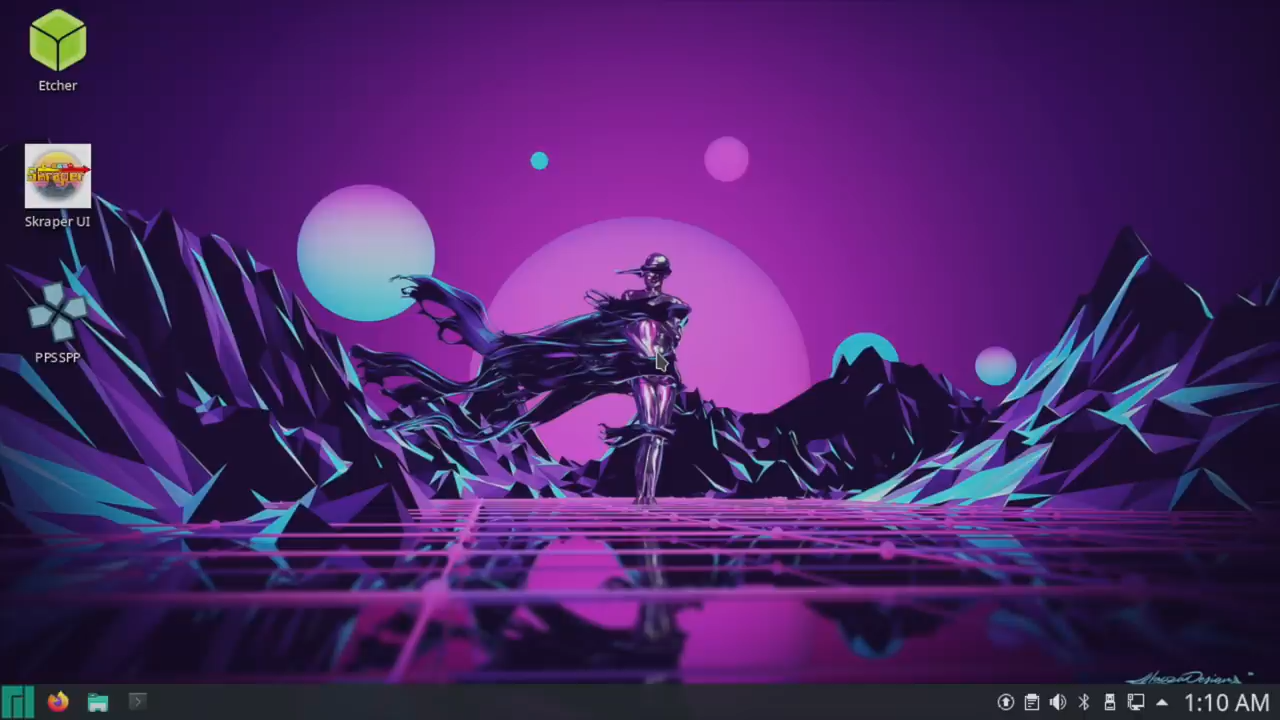 Etcher
Skraper
Skraper UI
PPSSPP
1:10 AM